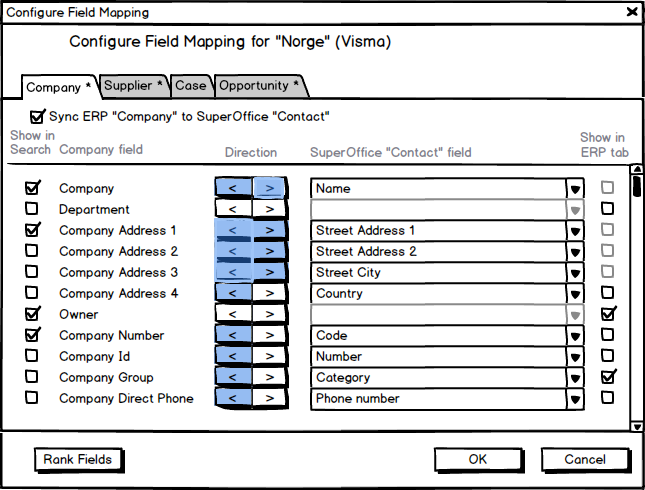 Configure Field Mapping
Configure Field Mapping for "Norge" (Visma)
Company * Supplier * Case Opportunity *
Sync ERP "Company" to SuperOffice "Contact"
Show in Search Company field Direction SuperOffice "Contact" field Show in ERP tab
Company < > Name
Department < >
Company Address 1 < > Street Address 1
Company Address 2 < > Street Address 2
Company Address 3 < > Street City
Company Address 4 < > Country
Owner < >
Company Number < > Code
Company Id < > Number
Company Group < > Category
Company Direct Phone < > Phone number
Rank Fields OK Cancel